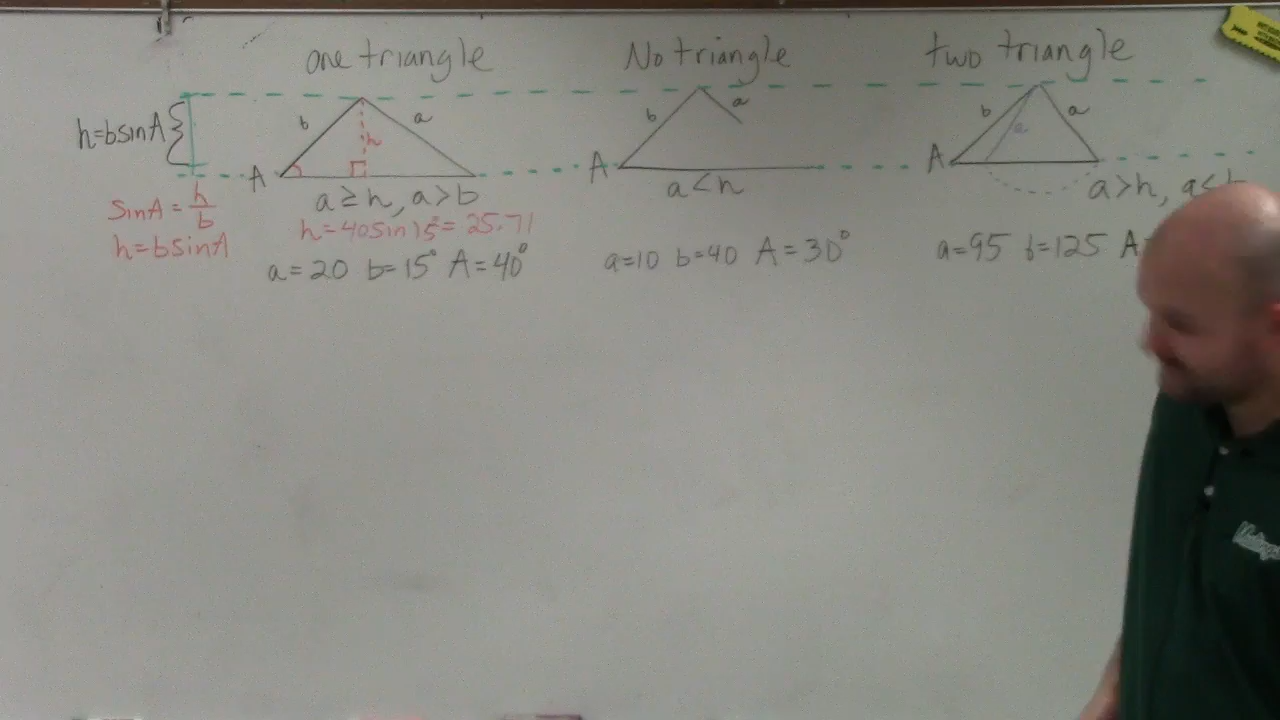 one triangle
No triangle
two triangle
h=bsinA
b
a
h
A
b
a
A
b
a
a
A
a≥h, a>b
a<h
a>h, a<b
sinA = h/b
h=bsinA
h=40sin15°= 25.71
a=20 b=15° A=40°
a=10 b=40 A=30°
a=95 b=125 A